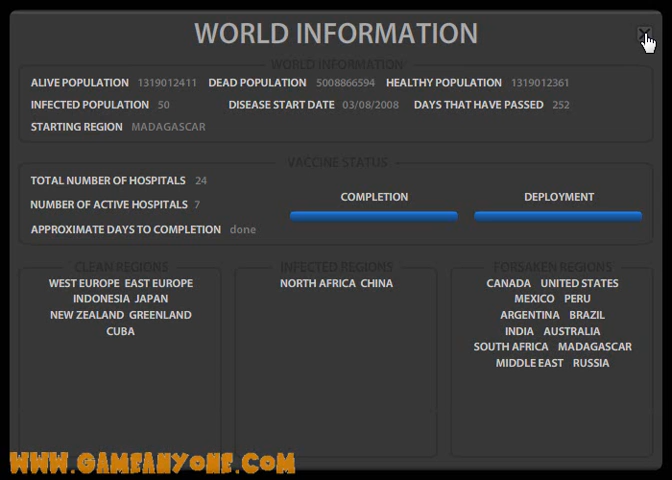 WORLD INFORMATION
WORLD INFORMATION
ALIVE POPULATION 1319012411 DEAD POPULATION 5008866594 HEALTHY POPULATION 1319012361
INFECTED POPULATION 50 DISEASE START DATE 03/08/2008 DAYS THAT HAVE PASSED 252
STARTING REGION MADAGASCAR
VACCINE STATUS
TOTAL NUMBER OF HOSPITALS 24
COMPLETION DEPLOYMENT
NUMBER OF ACTIVE HOSPITALS 7
APPROXIMATE DAYS TO COMPLETION done
CLEAN REGIONS
WEST EUROPE EAST EUROPE
INDONESIA JAPAN
NEW ZEALAND GREENLAND
CUBA
INFECTED REGIONS
NORTH AFRICA CHINA
FORSAKEN REGIONS
CANADA UNITED STATES
MEXICO PERU
ARGENTINA BRAZIL
INDIA AUSTRALIA
SOUTH AFRICA MADAGASCAR
MIDDLE EAST RUSSIA
WWW.GAMEANYONE.COM